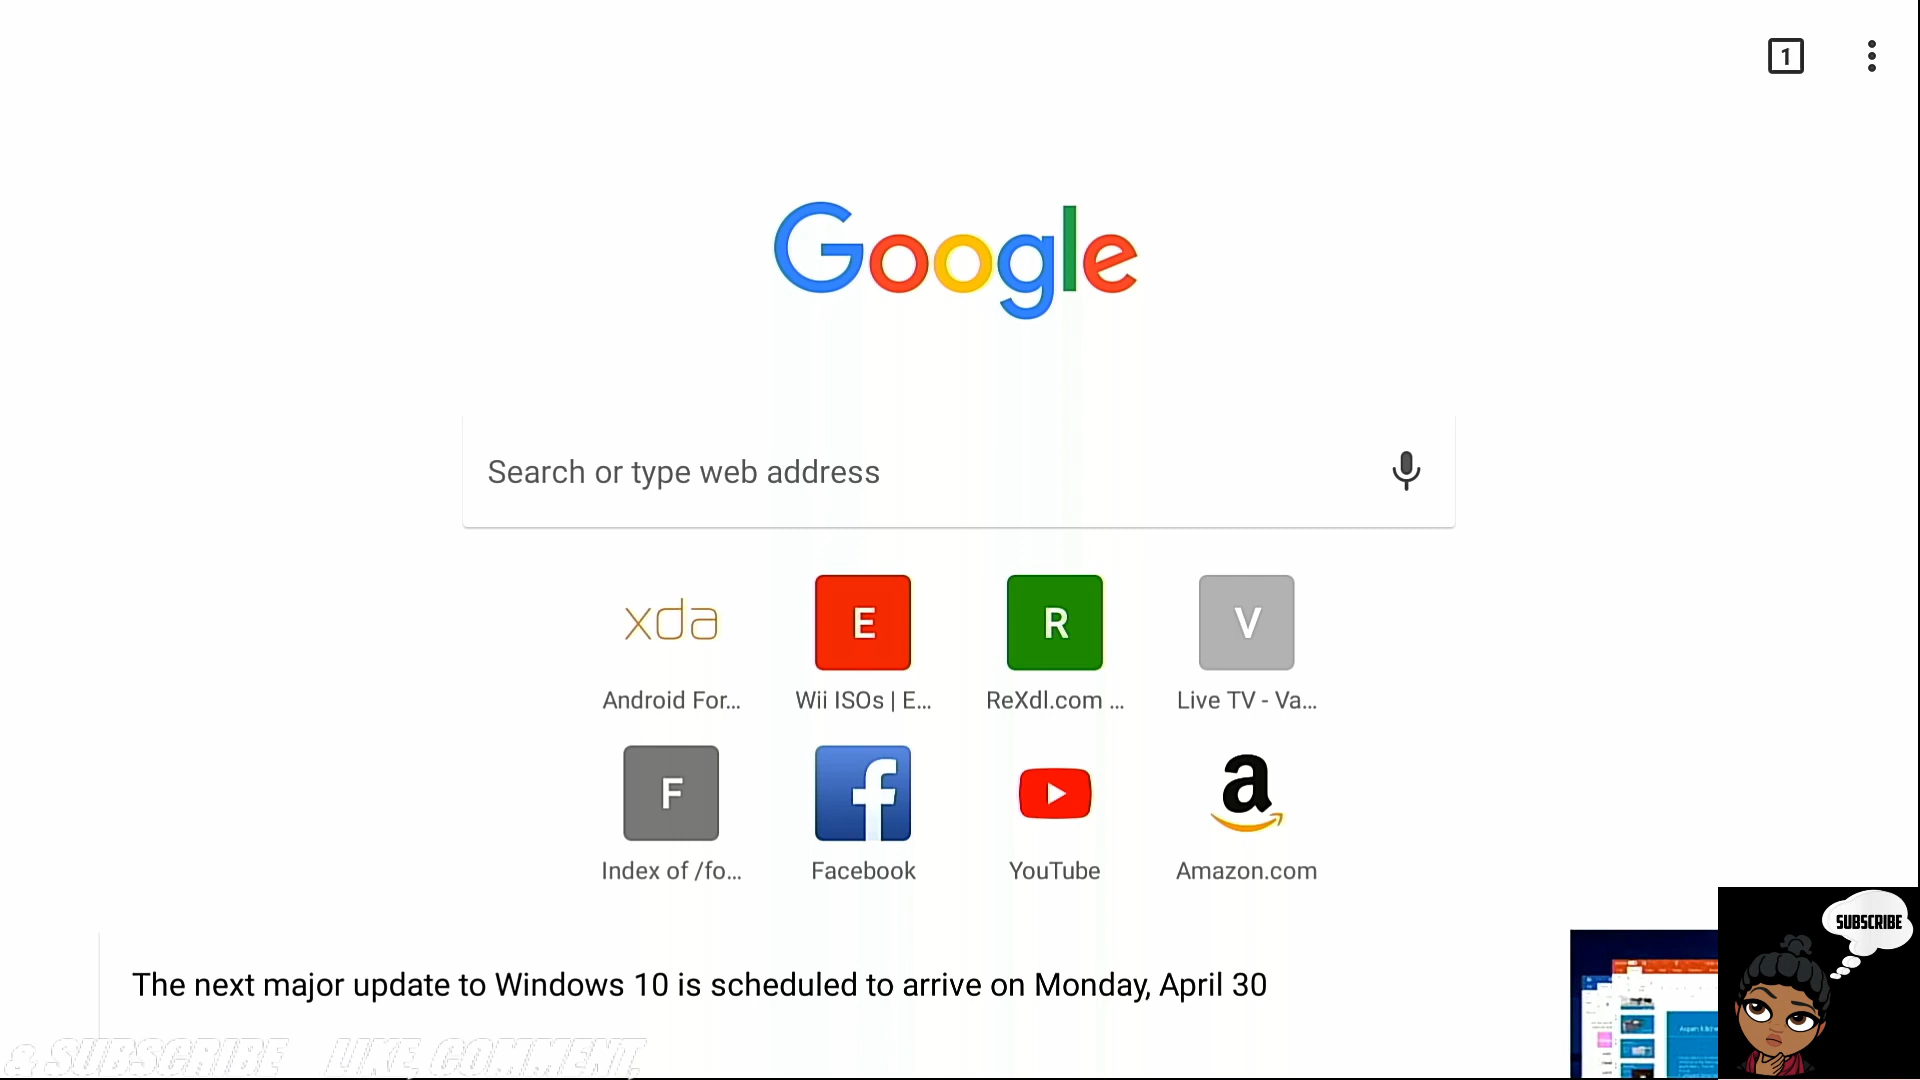 1
Google
Search or type web address
xda
E
R
V
Android For...
Wii ISOs | E...
ReXdl.com ...
Live TV - Va...
F
Index of /fo...
Facebook
YouTube
a
Amazon.com
SUBSCRIBE
The next major update to Windows 10 is scheduled to arrive on Monday, April 30
& SUBSCRIBE LIKE, COMMENT,